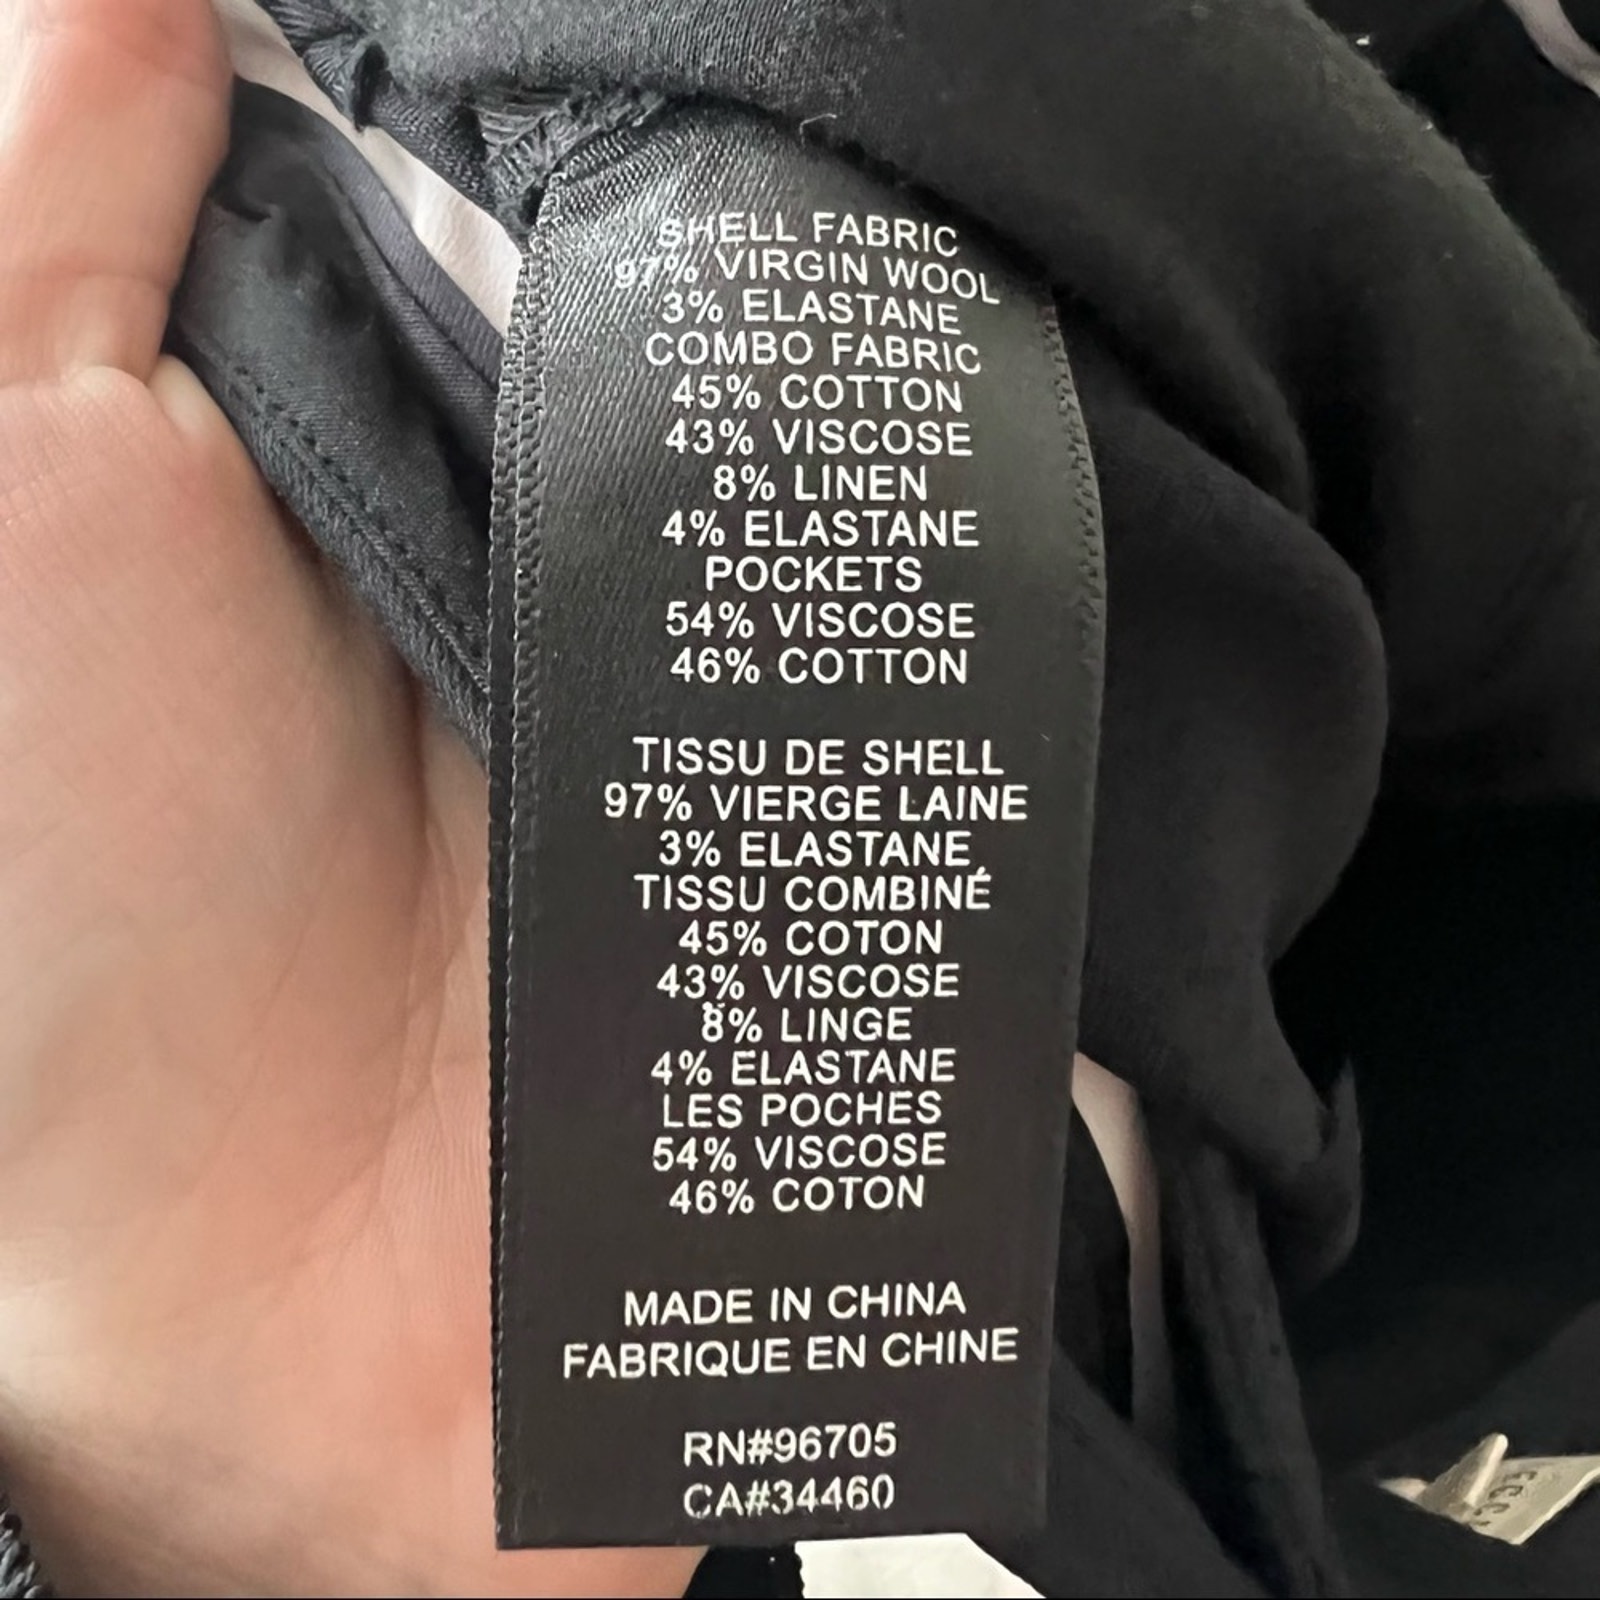 SHELL FABRIC
97% VIRGIN WOOL
3% ELASTANE
COMBO FABRIC
45% COTTON
43% VISCOSE
8% LINEN
4% ELASTANE
POCKETS
54% VISCOSE
46% COTTON
TISSU DE SHELL
97% VIERGE LAINE
3% ELASTANE
TISSU COMBINÉ
45% COTON
43% VISCOSE
8% LINGE
4% ELASTANE
LES POCHES
54% VISCOSE
46% COTON
MADE IN CHINA
FABRIQUE EN CHINE
RN#96705
CA#34460